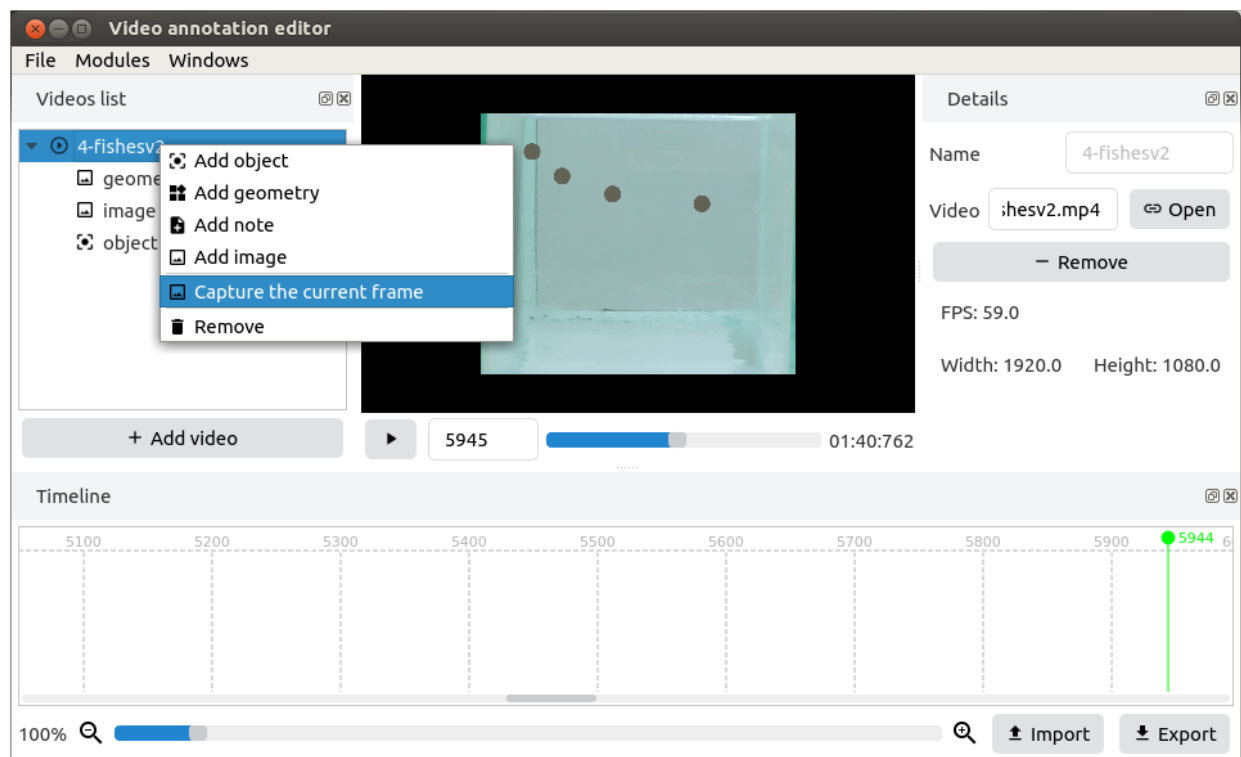 Video annotation editor
File Modules Windows
Videos list
4-fishesv2
geome
image
object
Add object
Add geometry
Add note
Add image
Capture the current frame
Remove
+ Add video
5945
01:40:762
Details
Name 4-fishesv2
Video hesv2.mp4 Open
Remove
FPS: 59.0
Width: 1920.0 Height: 1080.0
Timeline
5100 5200 5300 5400 5500 5600 5700 5800 5900 5944 6
100% Import Export